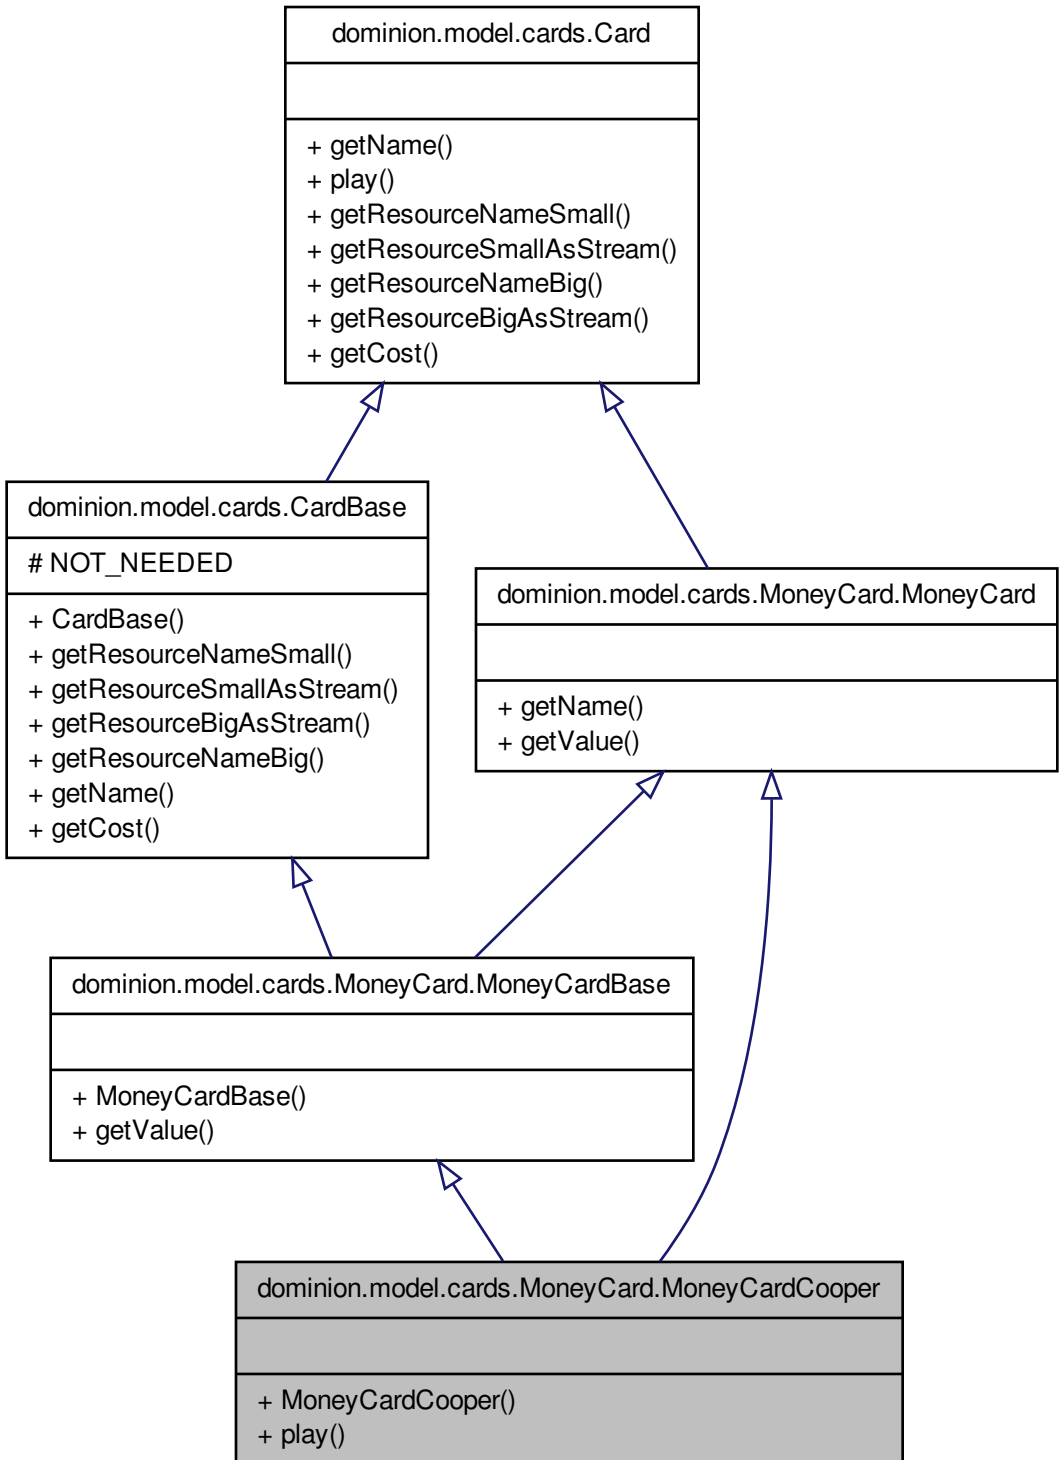 dominion.model.cards.Card
+ getName()
+ play()
+ getResourceNameSmall()
+ getResourceSmallAsStream()
+ getResourceNameBig()
+ getResourceBigAsStream()
+ getCost()
dominion.model.cards.CardBase
# NOT_NEEDED
+ CardBase()
+ getResourceNameSmall()
+ getResourceSmallAsStream()
+ getResourceBigAsStream()
+ getResourceNameBig()
+ getName()
+ getCost()
dominion.model.cards.MoneyCard.MoneyCard
+ getName()
+ getValue()
dominion.model.cards.MoneyCard.MoneyCardBase
+ MoneyCardBase()
+ getValue()
dominion.model.cards.MoneyCard.MoneyCardCooper
+ MoneyCardCooper()
+ play()